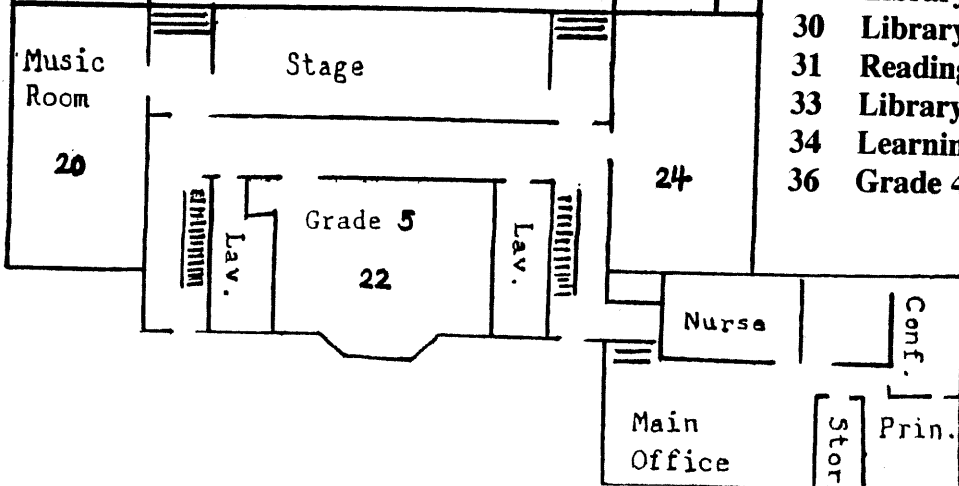 30 Library
31 Reading
33 Library
34 Learnin
36 Grade 4
Music
Room
20
Stage
24
Grade 5
22
Lav.
Lav.
Nurse
Conf.
Main
Office
Stor
Prin.